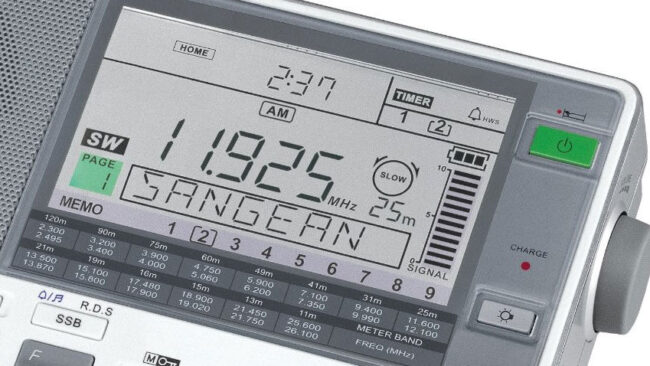 HOME
2:37
TIMER
1 2
HWS
AM
SW
11.925 MHz
PAGE
1
SLOW
25m
10
5
0
SIGNAL
SANGEAN
MEMO 1 2 3 4 5 6 7 8 9
120m 90m 75m 60m 49m 41m 31m 25m
2.300 3.200 3.900 4.750 5.900 7.100 9.400 11.600
2.495 3.400 4.000 5.060 6.200 7.350 9.990 12.100
21m 19m 16m 15m 13m 11m METER BAND
13.500 15.100 17.480 18.900 21.450 25.600 FREQ (MHz)
13.870 15.800 17.900 19.020 21.750 26.100
CHARGE
R.D.S
SSB
F
M